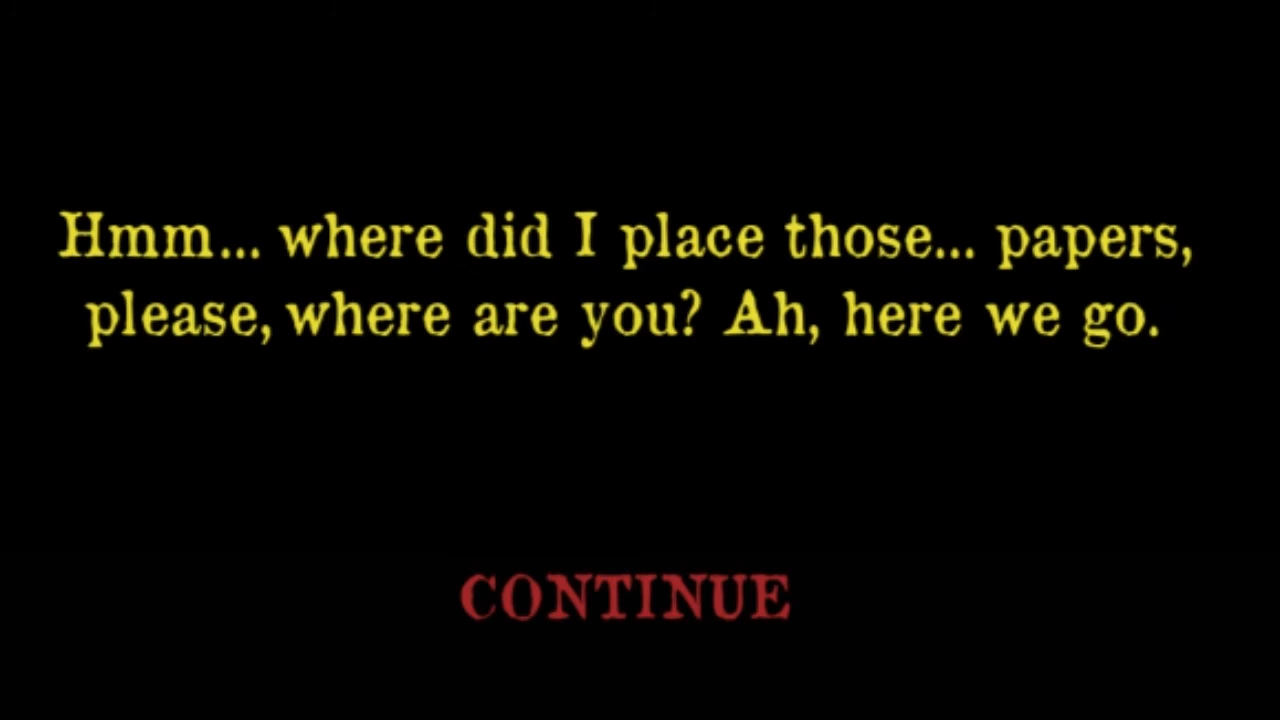 Hmm... where did I place those... papers,
please, where are you? Ah, here we go.
CONTINUE